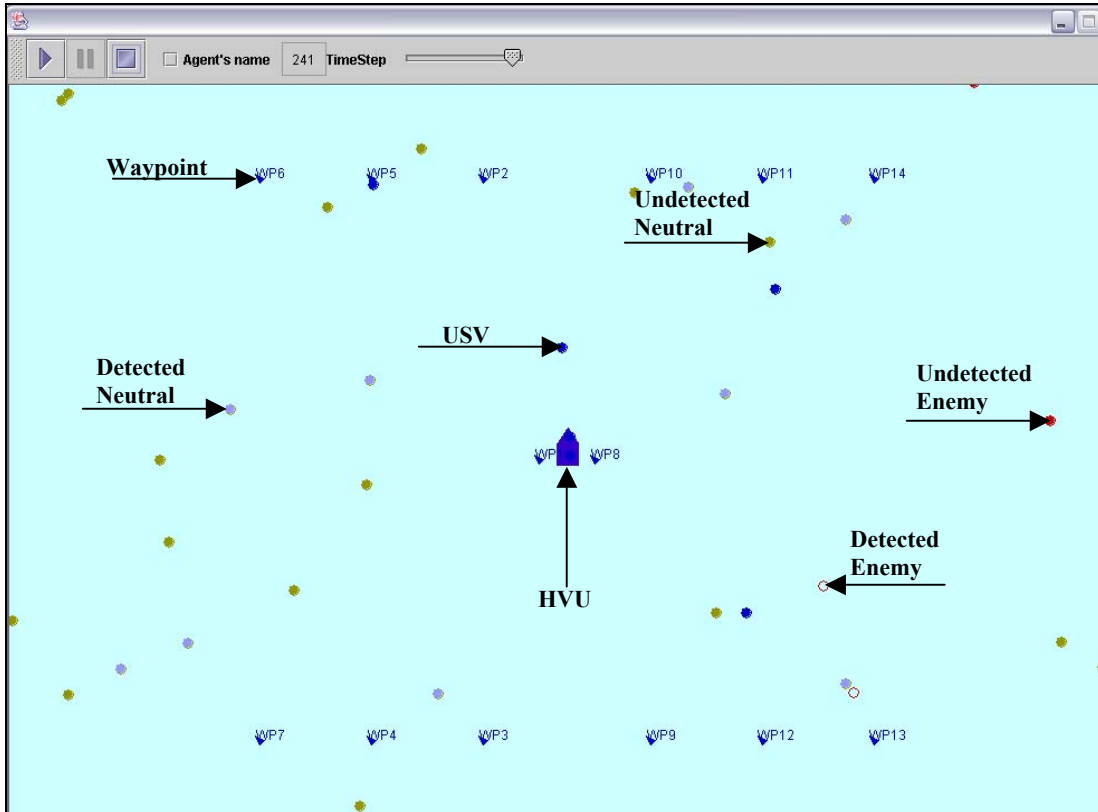 Agent's name 241 TimeStep
Waypoint
WP6 WP5 WP2 WP10 WP11 WP14
Undetected
Neutral
USV
Detected
Neutral
Undetected
Enemy
WP8
Detected
Enemy
HVU
WP7 WP4 WP3 WP9 WP12 WP13